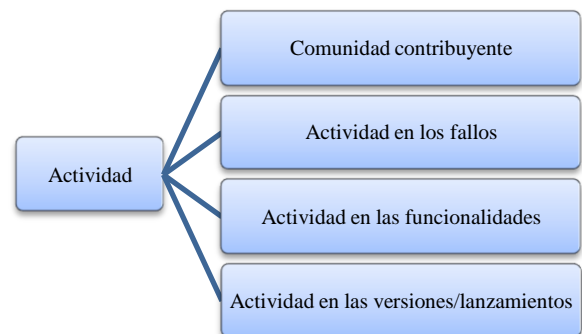 Comunidad contribuyente
Actividad en los fallos
Actividad
Actividad en las funcionalidades
Actividad en las versiones/lanzamientos